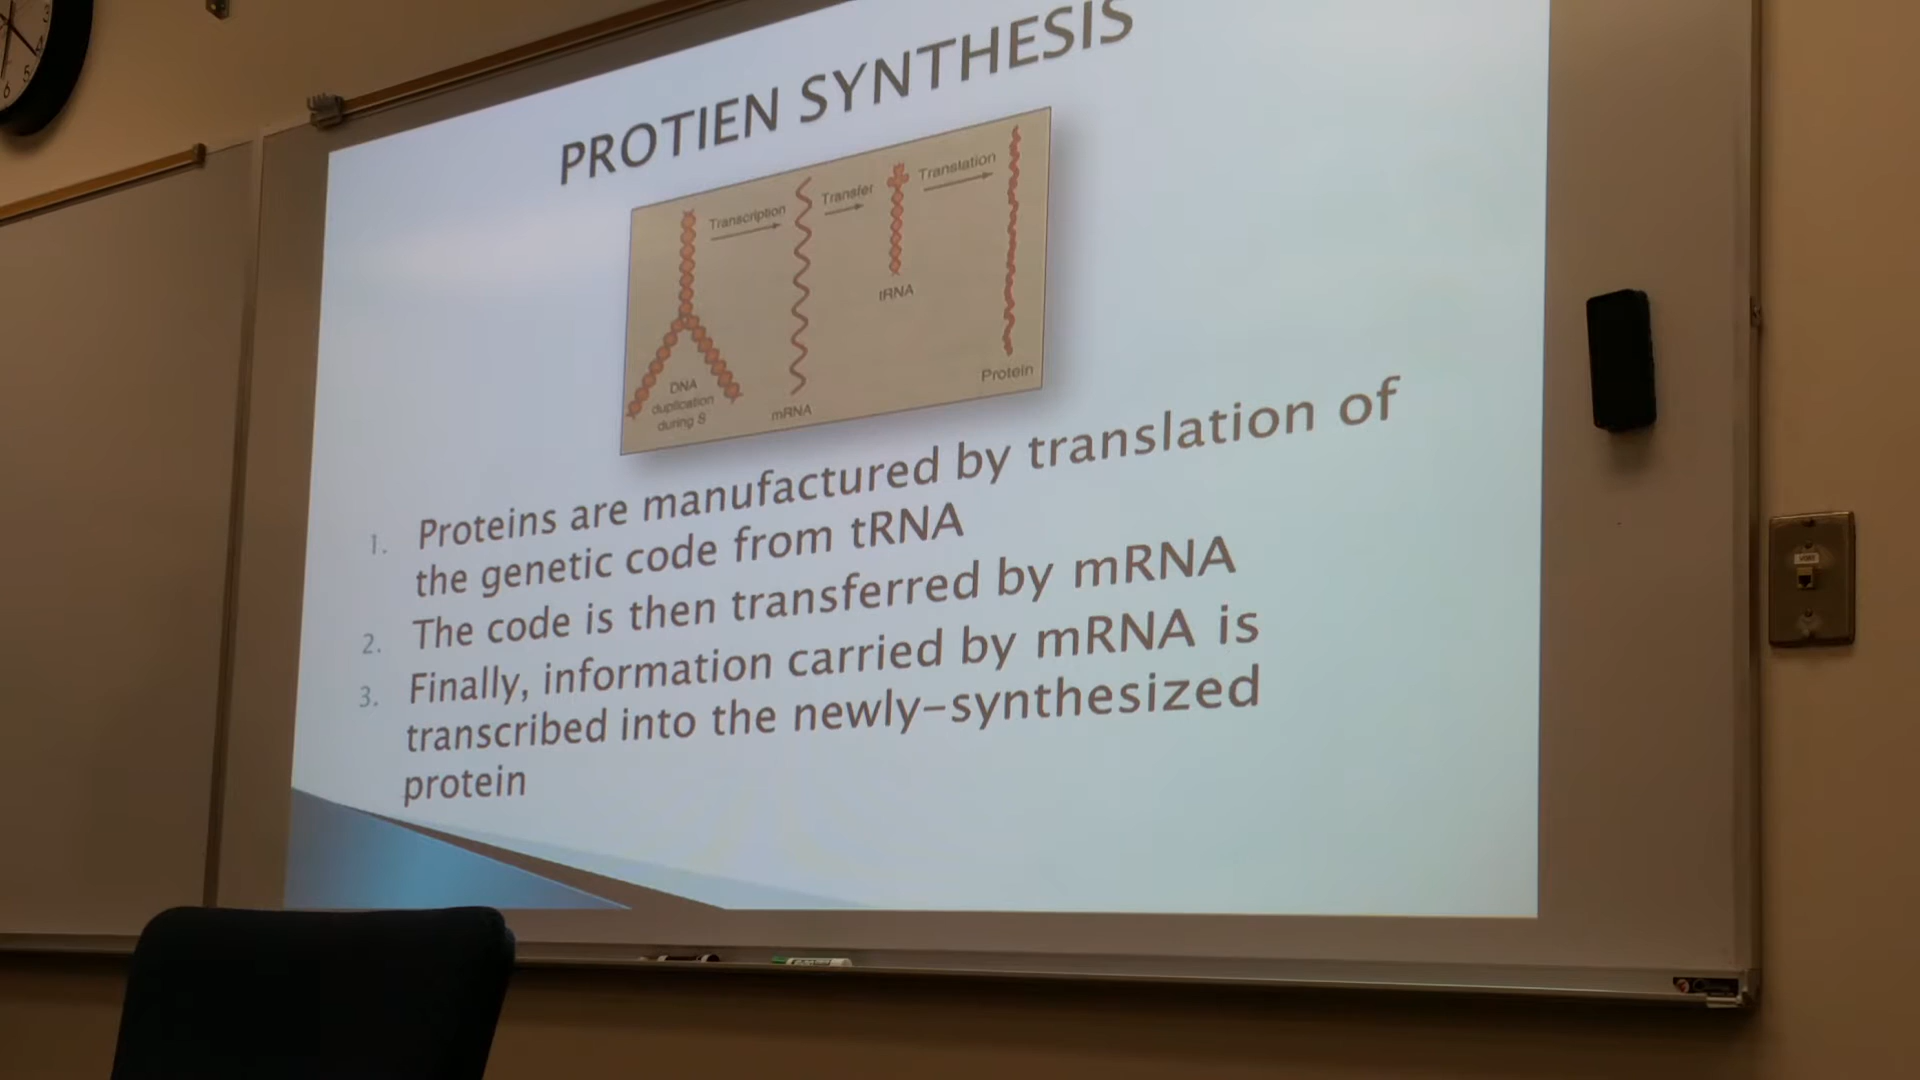 PROTIEN SYNTHESIS
Transcription
Transfer
Translation
tRNA
Protein
DNA
duplication
during S
mRNA
1. Proteins are manufactured by translation of
the genetic code from tRNA
2. The code is then transferred by mRNA
3. Finally, information carried by mRNA is
transcribed into the newly-synthesized
protein